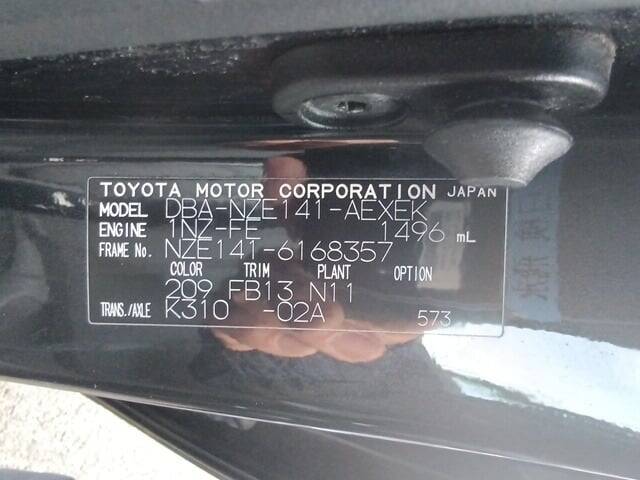 TOYOTA MOTOR CORPORATION JAPAN
MODEL DBA-NZE141-AEXEK
ENGINE 1NZ-FE 1496 mL
FRAME No. NZE141-6168357
COLOR TRIM PLANT OPTION
209 FB13 N11
TRANS./AXLE K310 -02A 573